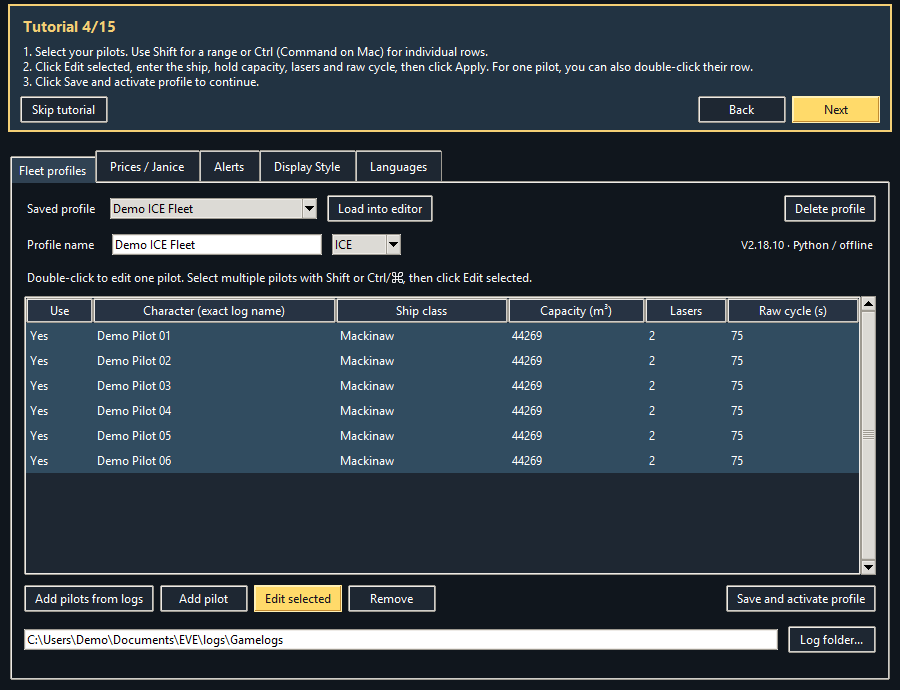 Tutorial 4/15
1. Select your pilots. Use Shift for a range or Ctrl (Command on Mac) for individual rows.
2. Click Edit selected, enter the ship, hold capacity, lasers and raw cycle, then click Apply. For one pilot, you can also double-click their row.
3. Click Save and activate profile to continue.
Skip tutorial Back Next
Fleet profiles Prices / Janice Alerts Display Style Languages
Saved profile Demo ICE Fleet Load into editor Delete profile
Profile name Demo ICE Fleet ICE V2.18.10 · Python / offline
Double-click to edit one pilot. Select multiple pilots with Shift or Ctrl/⌘, then click Edit selected.
Use Character (exact log name) Ship class Capacity (m³) Lasers Raw cycle (s)
Yes Demo Pilot 01 Mackinaw 44269 2 75
Yes Demo Pilot 02 Mackinaw 44269 2 75
Yes Demo Pilot 03 Mackinaw 44269 2 75
Yes Demo Pilot 04 Mackinaw 44269 2 75
Yes Demo Pilot 05 Mackinaw 44269 2 75
Yes Demo Pilot 06 Mackinaw 44269 2 75
Add pilots from logs Add pilot Edit selected Remove Save and activate profile
C:\Users\Demo\Documents\EVE\logs\Gamelogs Log folder...